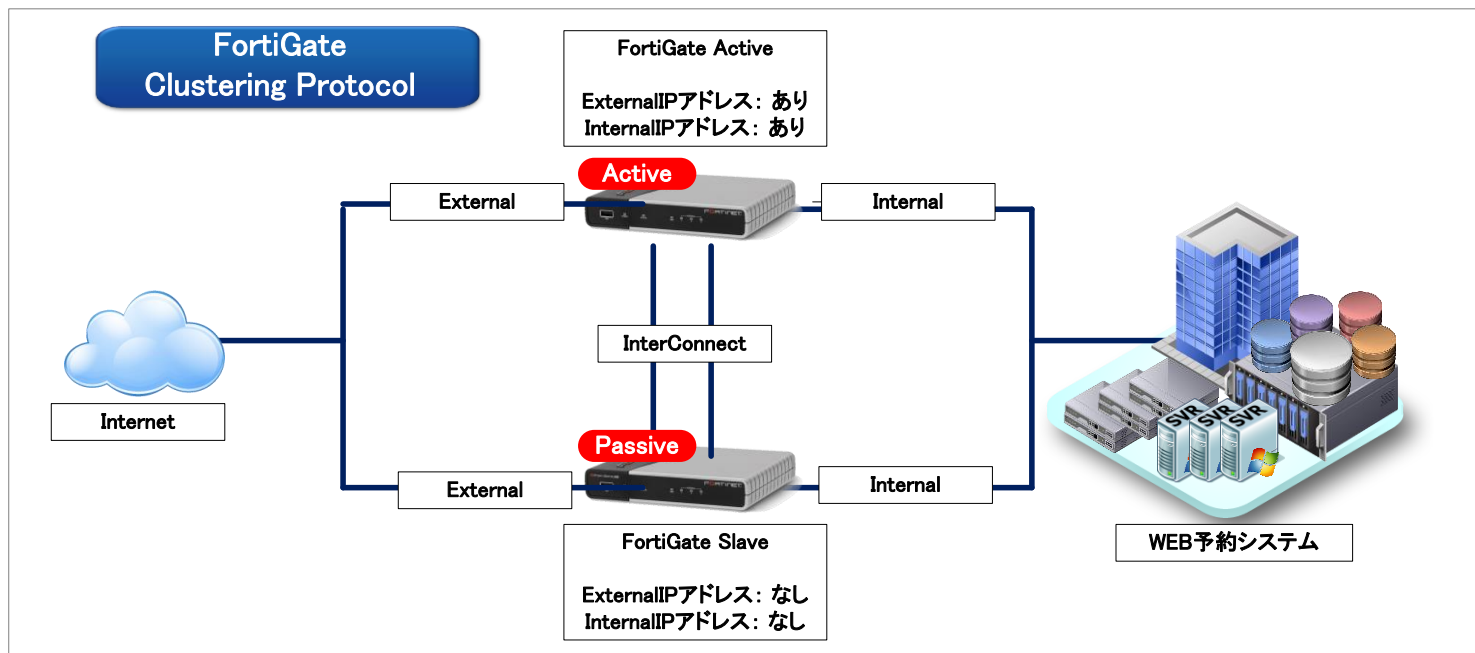 FortiGate
Clustering Protocol
FortiGate Active
ExternalIPアドレス： あり
InternalIPアドレス： あり
Active
External
Internal
FORTINET
InterConnect
Internet
Passive
External
Internal
FORTINET
FortiGate Slave
ExternalIPアドレス： なし
InternalIPアドレス： なし
SVR
SVR
SVR
WEB予約システム